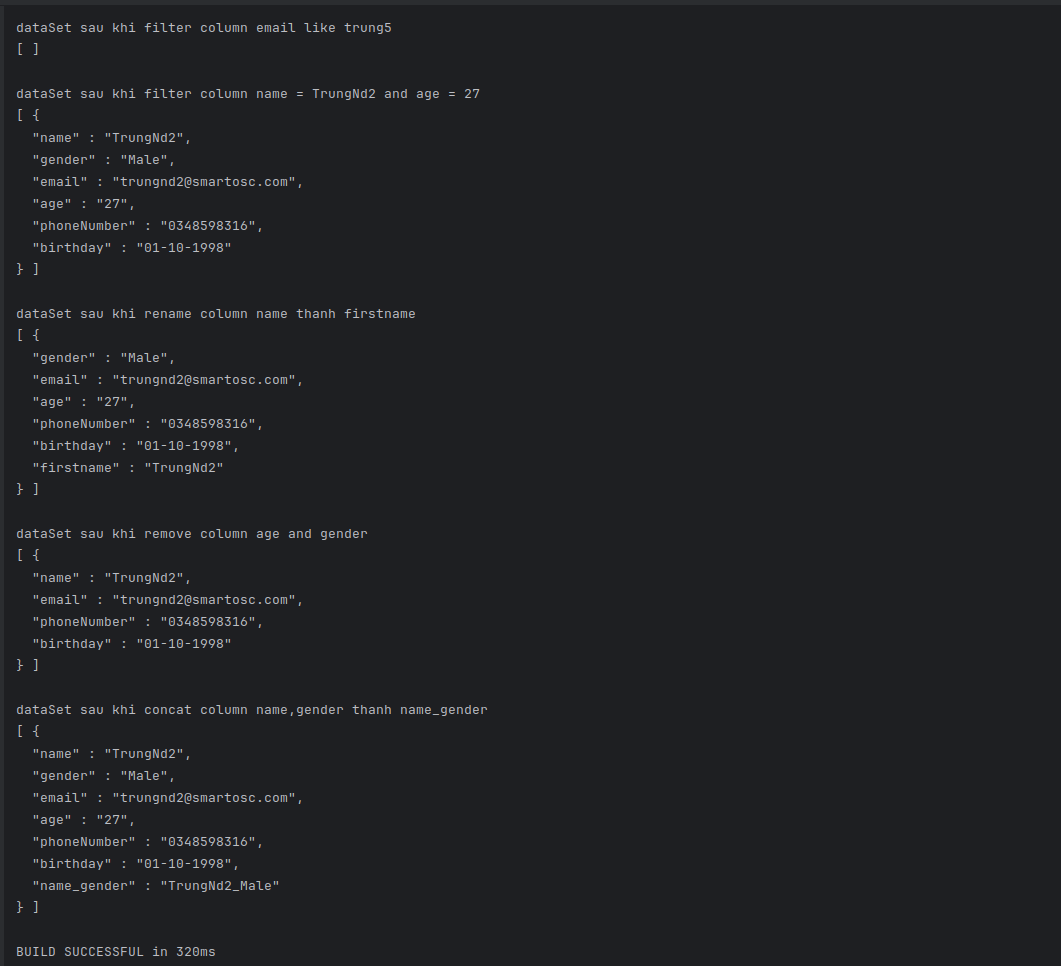 dataSet sau khi filter column email like trung5
[ ]
dataSet sau khi filter column name = TrungNd2 and age = 27
[ {
"name" : "TrungNd2",
"gender" : "Male",
"email" : "trungnd2@smartosc.com",
"age" : "27",
"phoneNumber" : "0348598316",
"birthday" : "01-10-1998"
} ]
dataSet sau khi rename column name thanh firstname
[ {
"gender" : "Male",
"email" : "trungnd2@smartosc.com",
"age" : "27",
"phoneNumber" : "0348598316",
"birthday" : "01-10-1998",
"firstname" : "TrungNd2"
} ]
dataSet sau khi remove column age and gender
[ {
"name" : "TrungNd2",
"email" : "trungnd2@smartosc.com",
"phoneNumber" : "0348598316",
"birthday" : "01-10-1998"
} ]
dataSet sau khi concat column name,gender thanh name_gender
[ {
"name" : "TrungNd2",
"gender" : "Male",
"email" : "trungnd2@smartosc.com",
"age" : "27",
"phoneNumber" : "0348598316",
"birthday" : "01-10-1998",
"name_gender" : "TrungNd2_Male"
} ]
BUILD SUCCESSFUL in 320ms